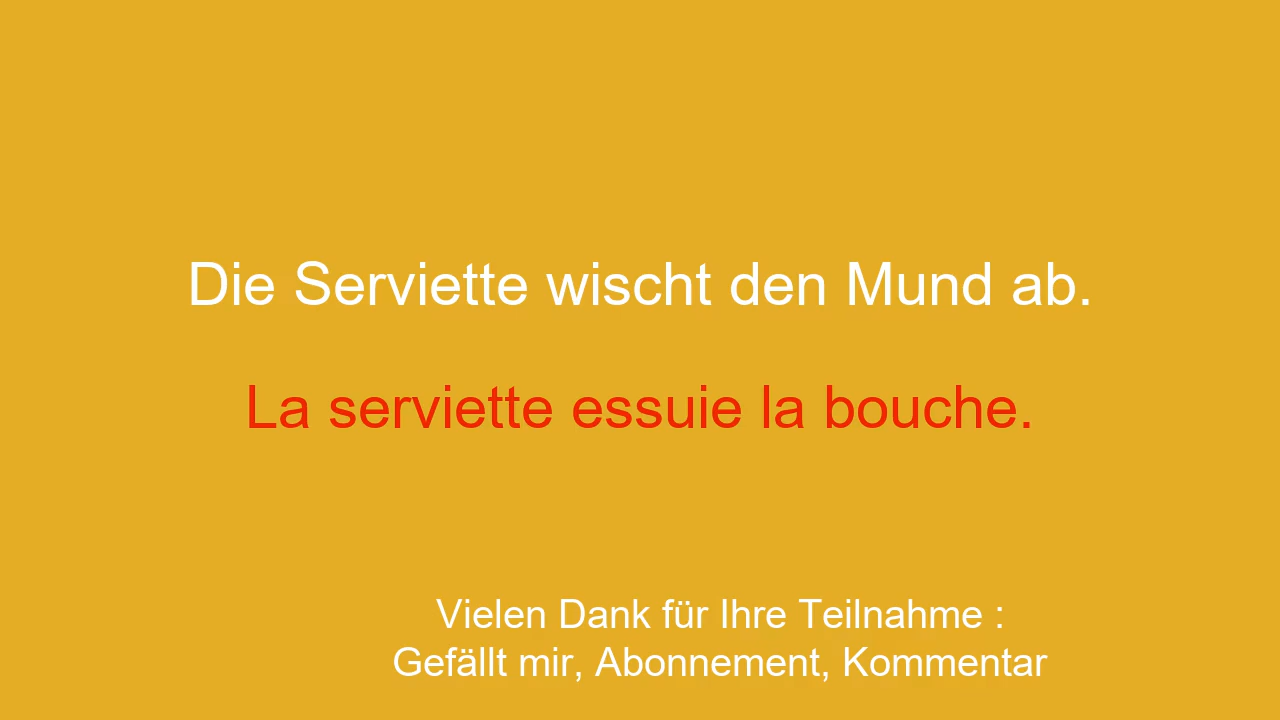 Die Serviette wischt den Mund ab.
La serviette essuie la bouche.
Vielen Dank für Ihre Teilnahme :
Gefällt mir, Abonnement, Kommentar